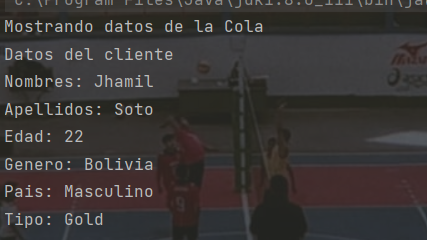 Mostrando datos de la Cola
Datos del cliente
Nombres: Jhamil
Apellidos: Soto
Edad: 22
Genero: Bolivia
Pais: Masculino
Tipo: Gold